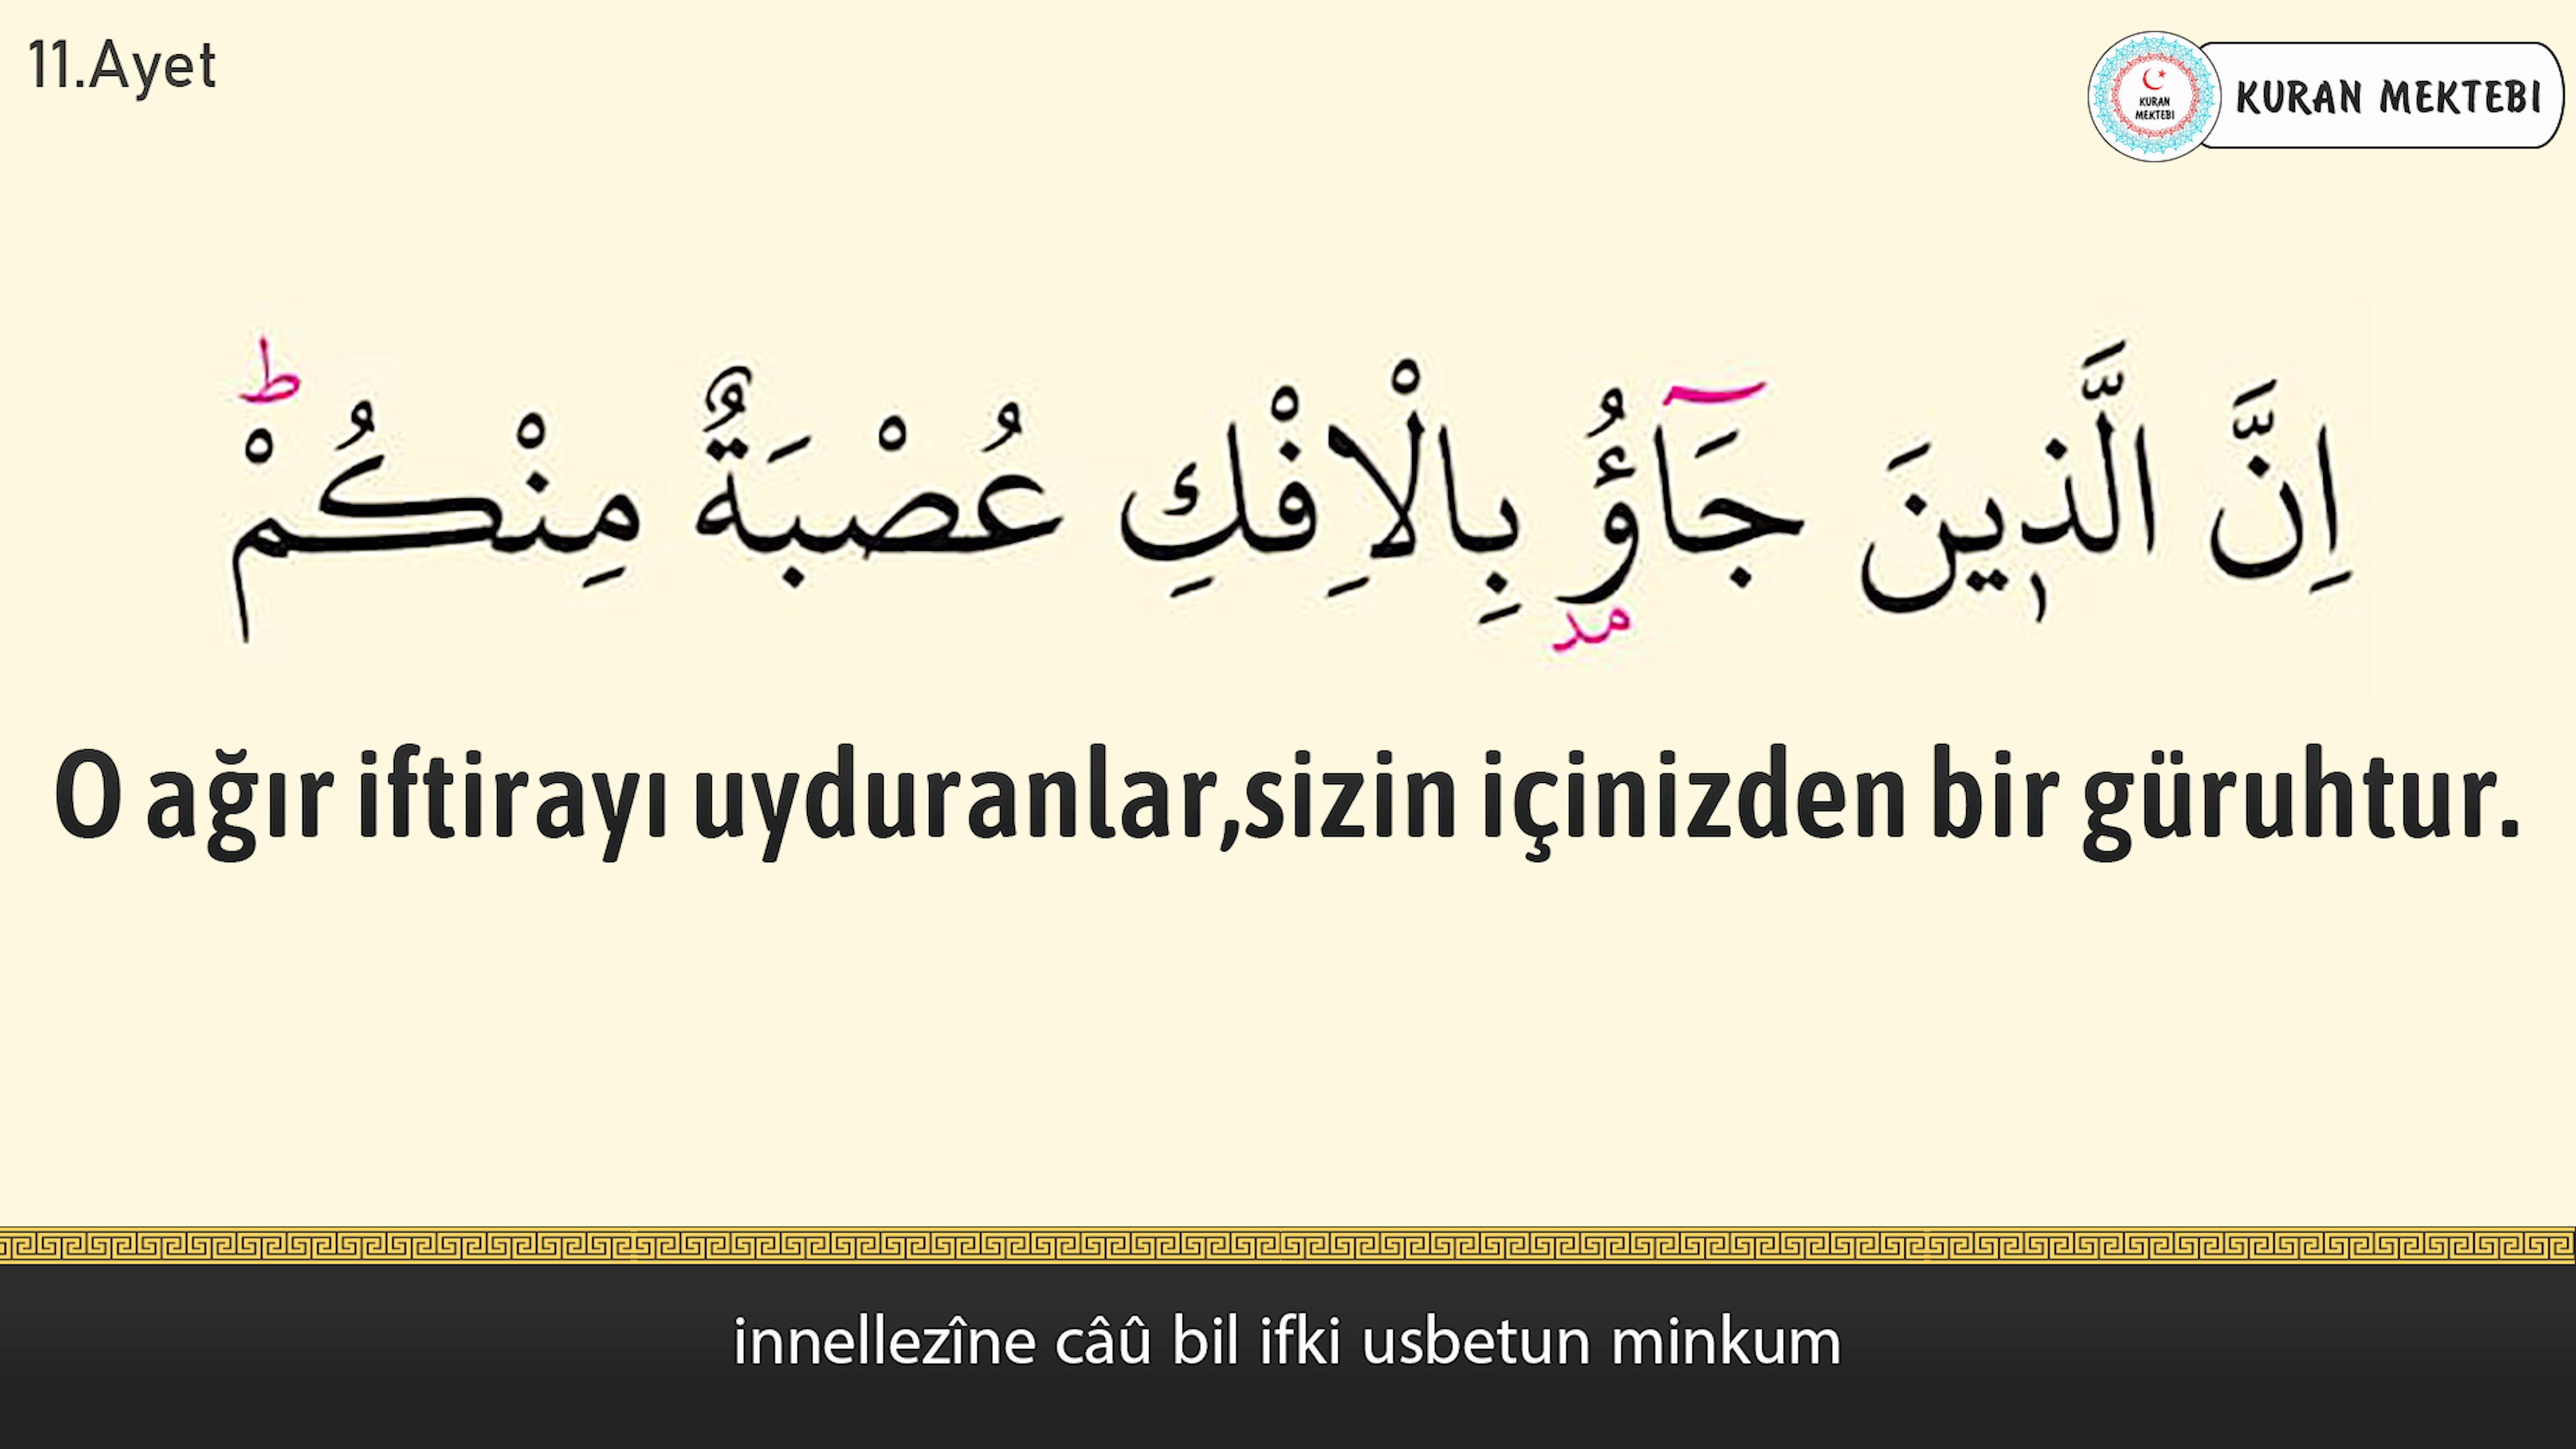 11.Ayet
KURAN
MEKTEBI
KURAN MEKTEBI
اِنَّ الَّذ۪ينَ جَٓاؤُ۫ بِالْاِفْكِ عُصْبَةٌ مِنْكُمْۜ
مد
O ağır iftirayı uyduranlar,sizin içinizden bir güruhtur.
innellezîne câû bil ifki usbetun minkum